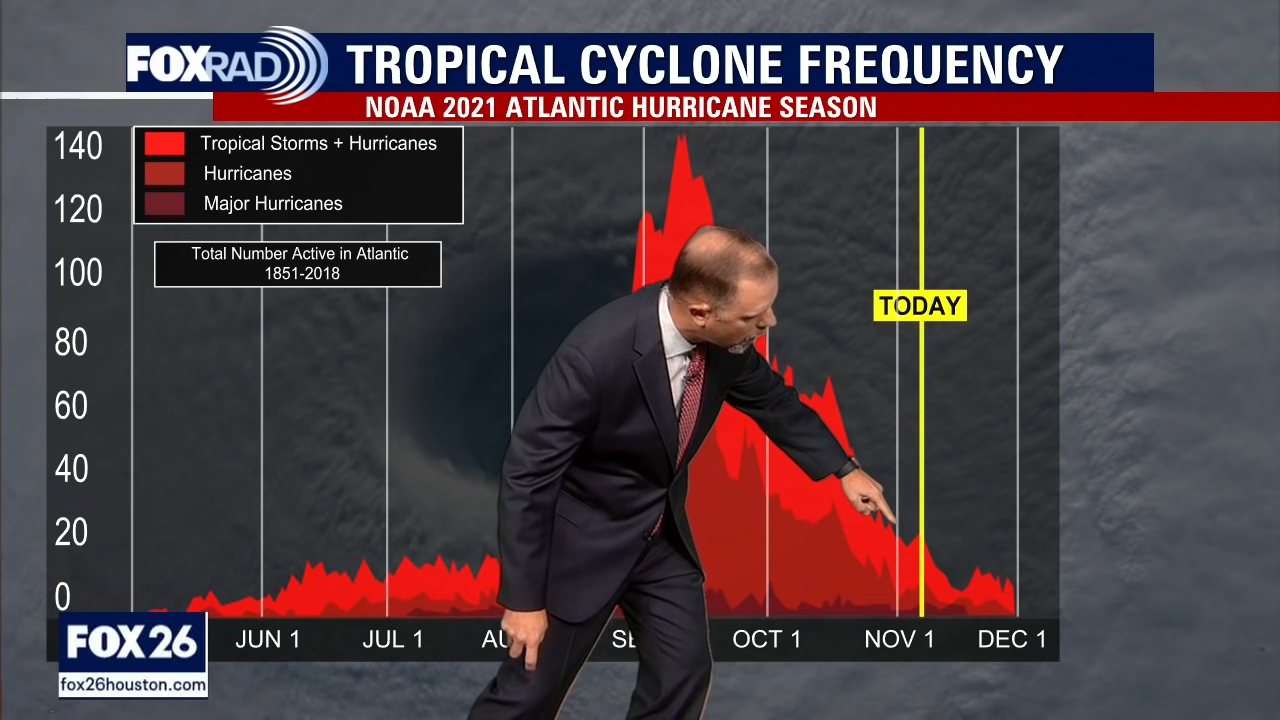 FOXRAD TROPICAL CYCLONE FREQUENCY
NOAA 2021 ATLANTIC HURRICANE SEASON
140
120
100
80
60
40
20
0
Tropical Storms + Hurricanes
Hurricanes
Major Hurricanes
Total Number Active in Atlantic
1851-2018
TODAY
JUN 1 JUL 1 AU SE OCT 1 NOV 1 DEC 1
FOX 26
fox26houston.com